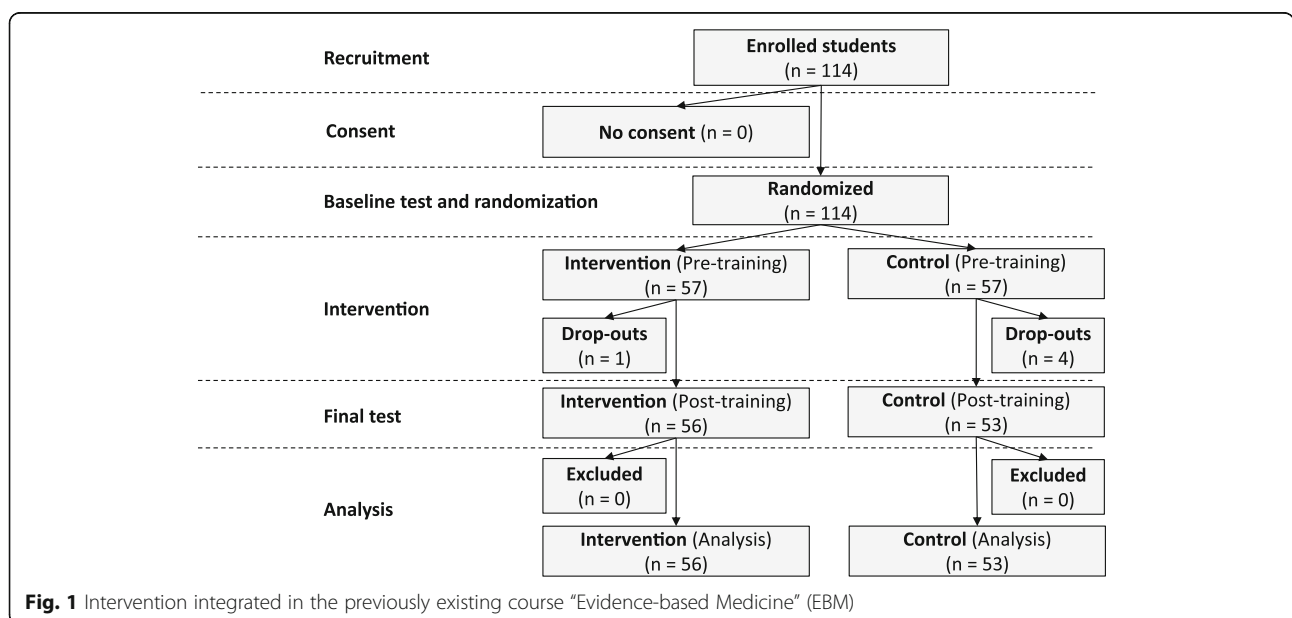 Recruitment
Enrolled students
(n = 114)
Consent
No consent (n = 0)
Baseline test and randomization
Randomized
(n = 114)
Intervention
Intervention (Pre-training)
(n = 57)
Control (Pre-training)
(n = 57)
Drop-outs
(n = 1)
Drop-outs
(n = 4)
Final test
Intervention (Post-training)
(n = 56)
Control (Post-training)
(n = 53)
Analysis
Excluded
(n = 0)
Excluded
(n = 0)
Intervention (Analysis)
(n = 56)
Control (Analysis)
(n = 53)
Fig. 1 Intervention integrated in the previously existing course “Evidence-based Medicine” (EBM)